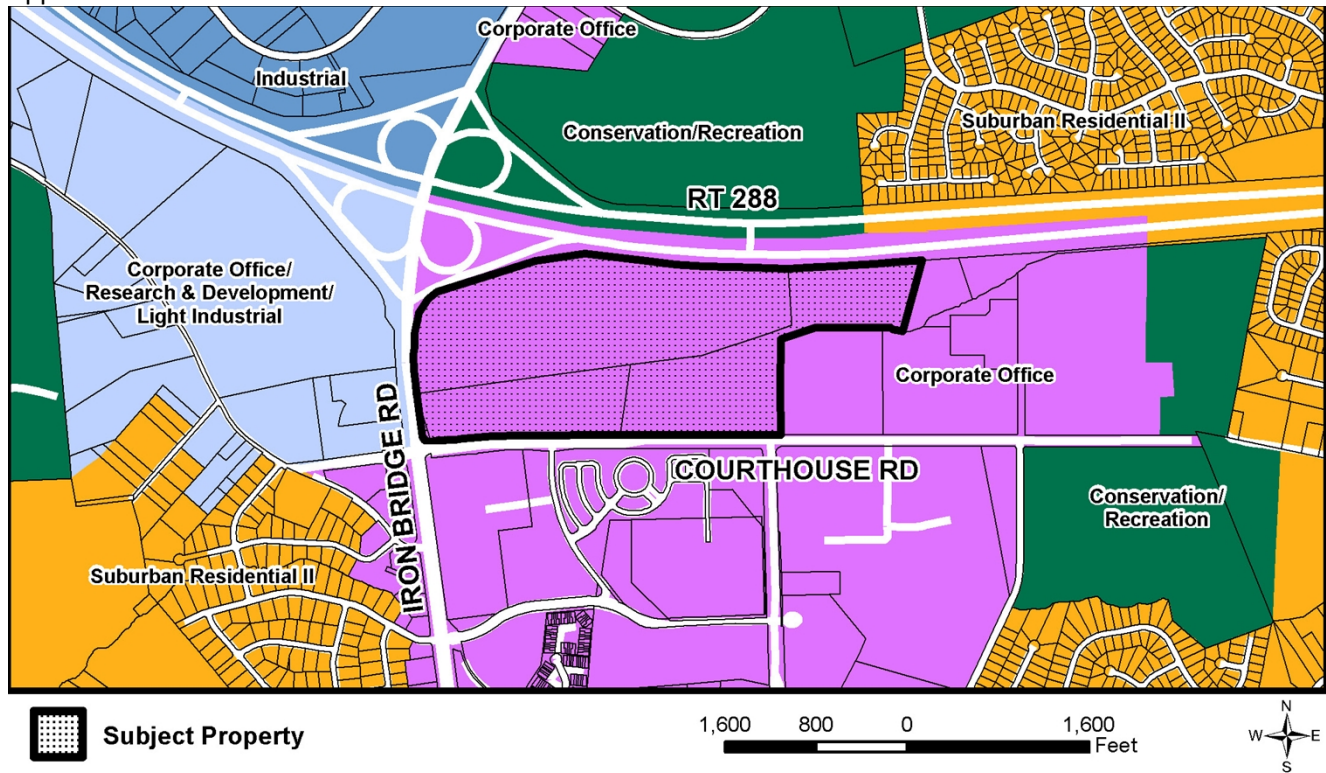 Corporate Office
Industrial
Conservation/Recreation
Suburban Residential II
RT 288
Corporate Office/
Research & Development/
Light Industrial
Corporate Office
IRON BRIDGE RD
COURTHOUSE RD
Conservation/
Recreation
Suburban Residential II
Subject Property
1,600 800 0 1,600
Feet
N
W E
S